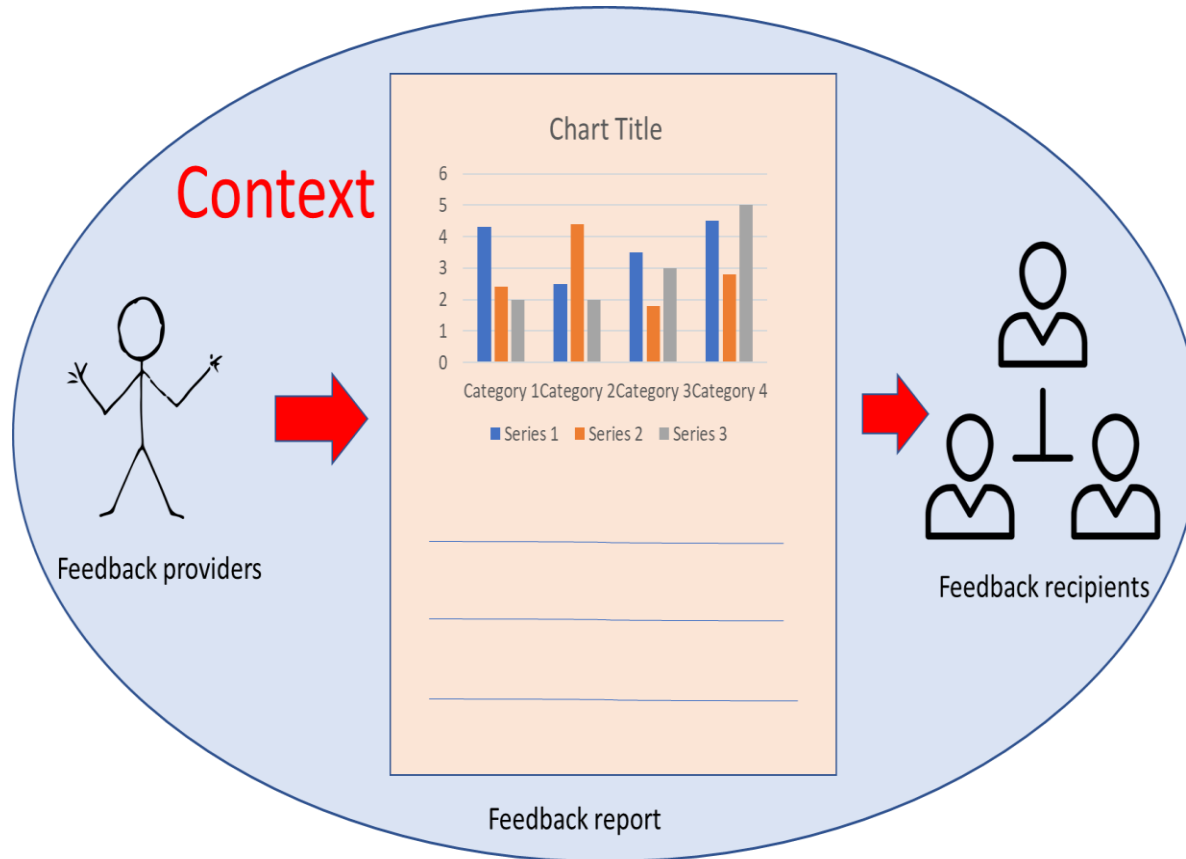 Chart Title
Context
6
5
4
3
2
1
0
Category 1Category 2Category 3Category 4
Series 1 Series 2 Series 3
Feedback providers
Feedback recipients
Feedback report